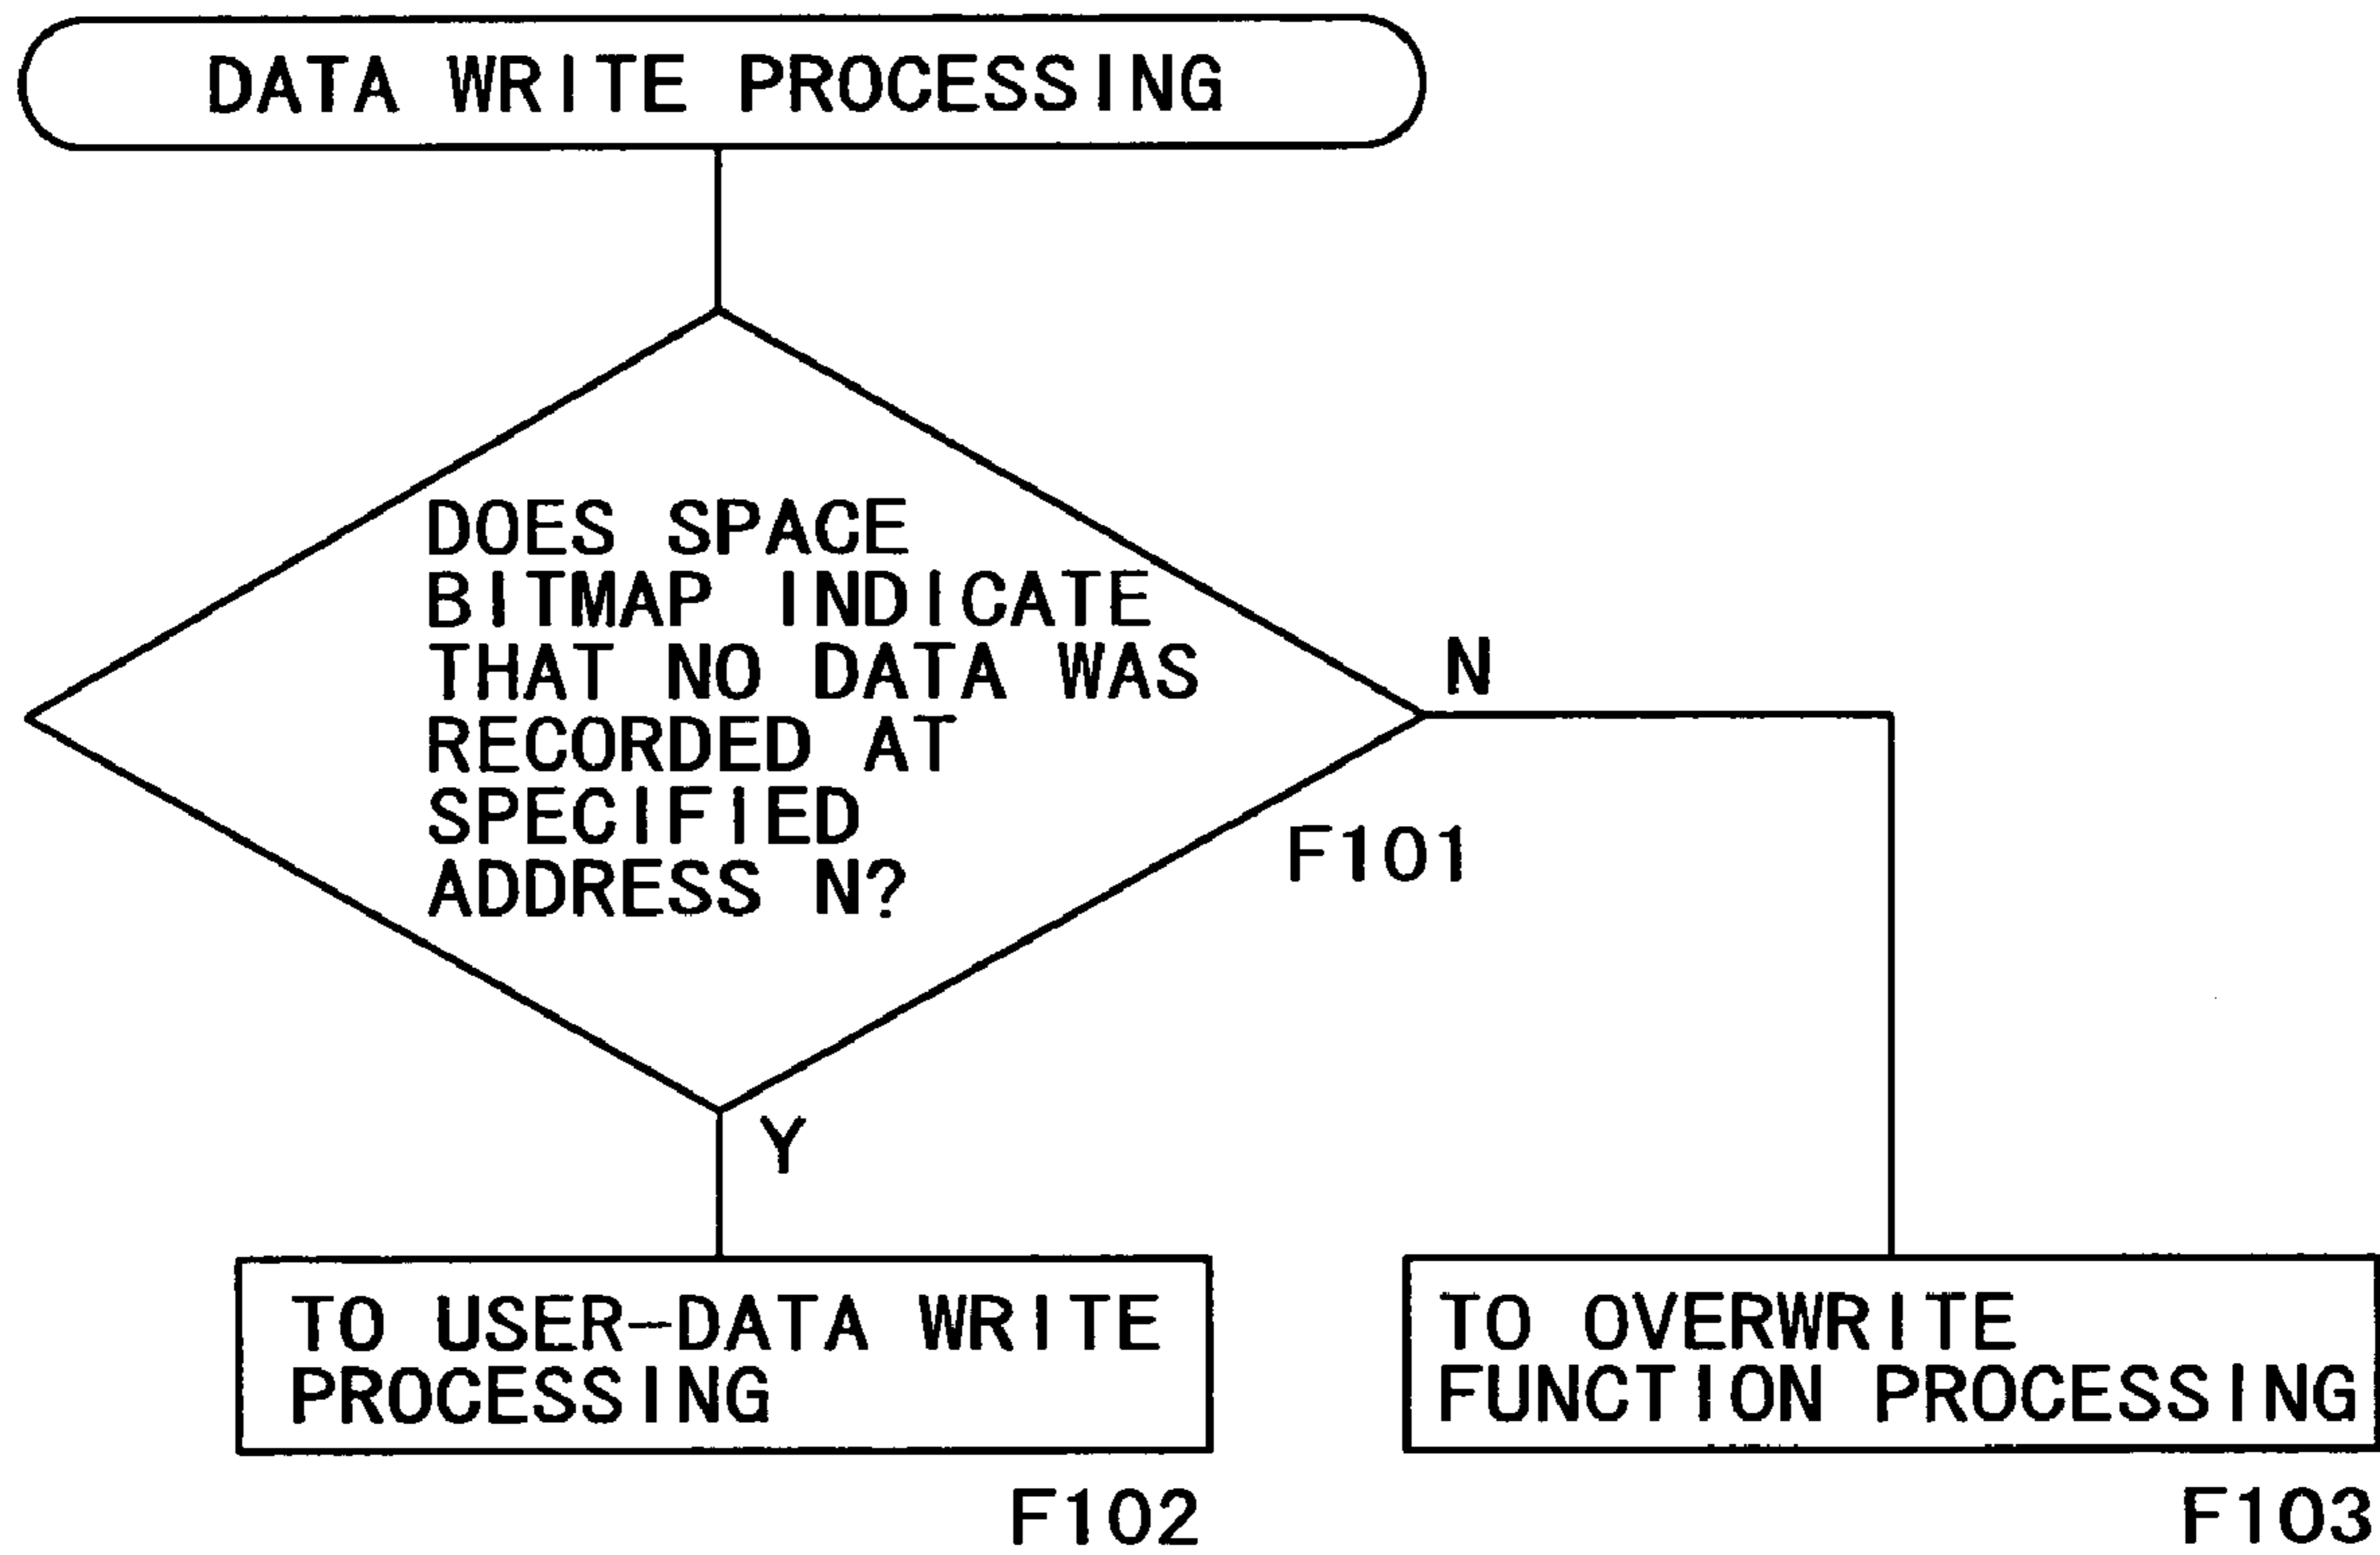 DATA WRITE PROCESSING
DOES SPACE
BITMAP INDICATE
THAT NO DATA WAS
RECORDED AT
SPECIFIED
ADDRESS N?
N
F101
Y
TO USER-DATA WRITE
PROCESSING
F102
TO OVERWRITE
FUNCTION PROCESSING
F103